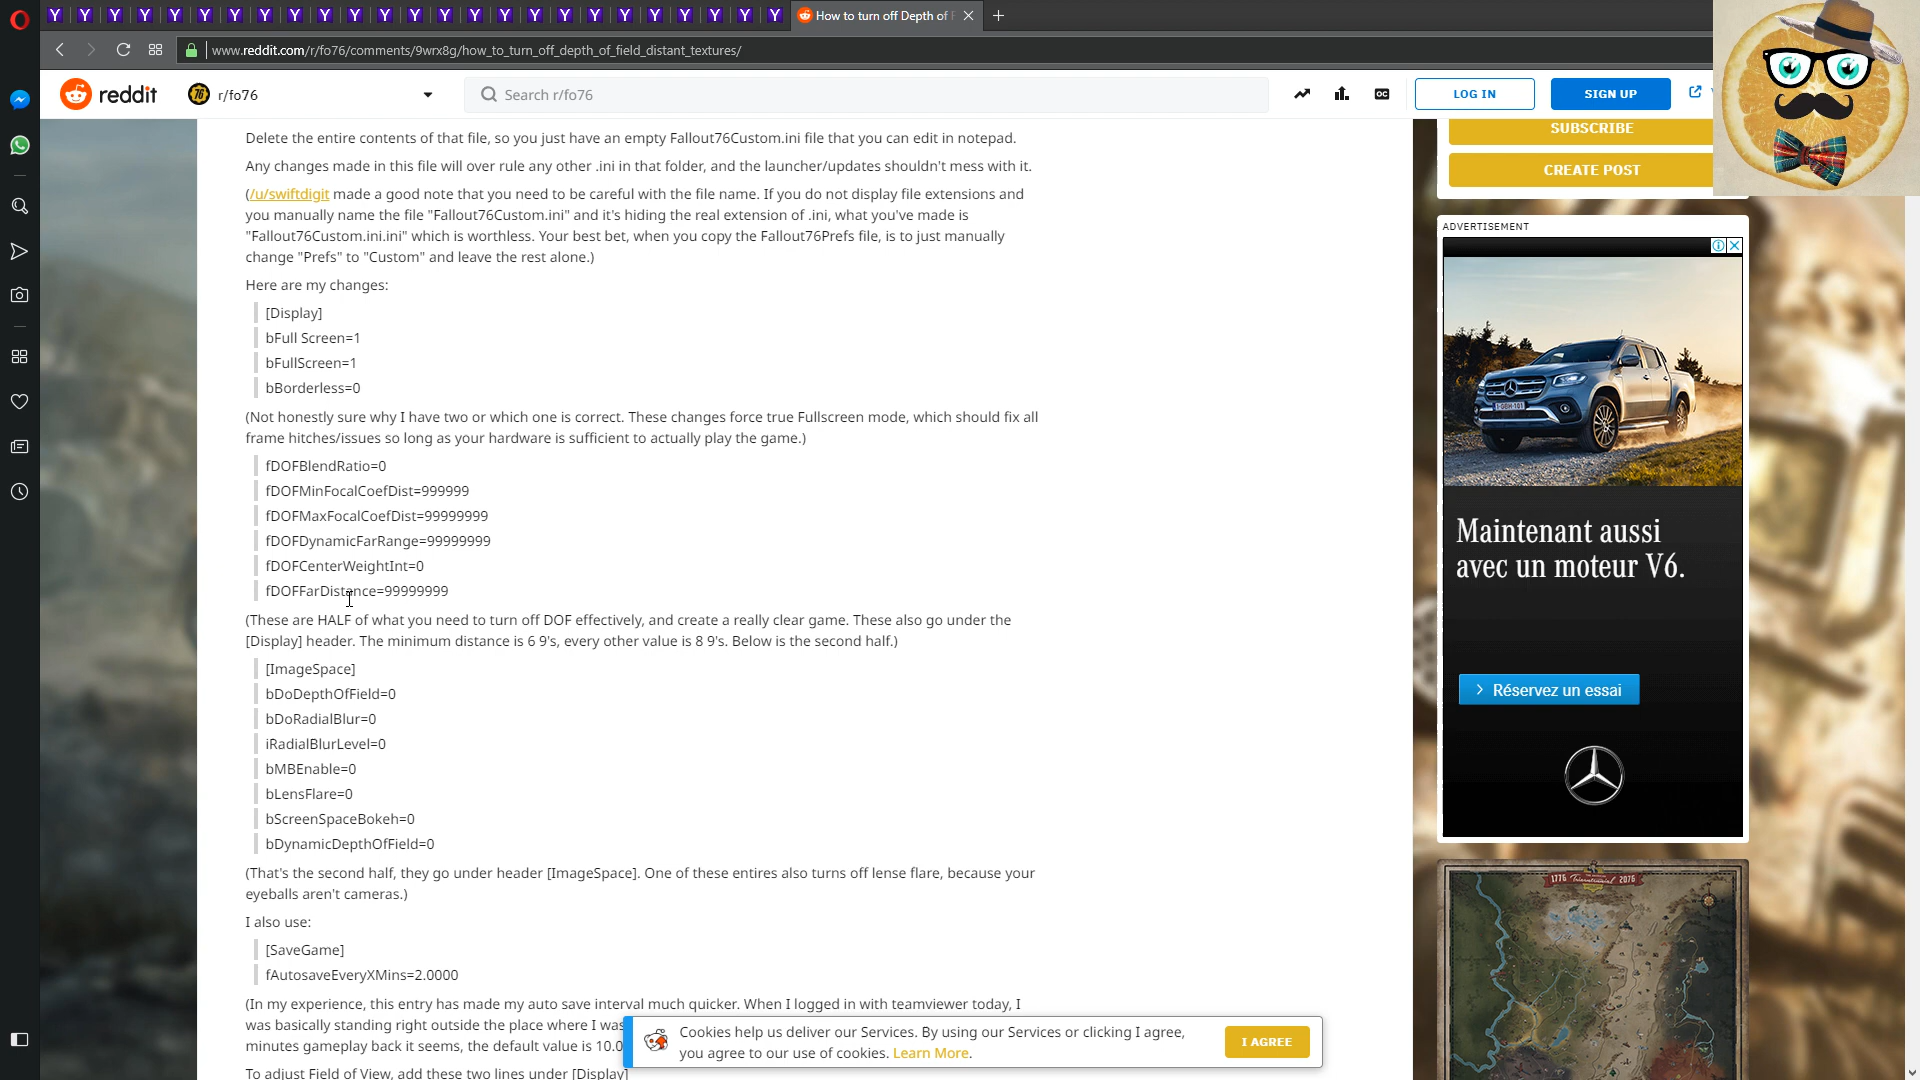 Y Y Y Y Y Y Y Y Y Y Y Y Y Y Y Y Y Y Y Y Y Y Y Y Y How to turn off Depth of F
www.reddit.com/r/fo76/comments/9wrx8g/how_to_turn_off_depth_of_field_distant_textures/
reddit
76 r/fo76
Search r/fo76
OC
LOG IN
SIGN UP
Delete the entire contents of that file, so you just have an empty Fallout76Custom.ini file that you can edit in notepad.
Any changes made in this file will over rule any other .ini in that folder, and the launcher/updates shouldn't mess with it.
(/u/swiftdigit made a good note that you need to be careful with the file name. If you do not display file extensions and
you manually name the file "Fallout76Custom.ini" and it's hiding the real extension of .ini, what you've made is
"Fallout76Custom.ini.ini" which is worthless. Your best bet, when you copy the Fallout76Prefs file, is to just manually
change "Prefs" to "Custom" and leave the rest alone.)
Here are my changes:
[Display]
bFull Screen=1
bFullScreen=1
bBorderless=0
(Not honestly sure why I have two or which one is correct. These changes force true Fullscreen mode, which should fix all
frame hitches/issues so long as your hardware is sufficient to actually play the game.)
fDOFBlendRatio=0
fDOFMinFocalCoefDist=999999
fDOFMaxFocalCoefDist=99999999
fDOFDynamicFarRange=99999999
fDOFCenterWeightInt=0
fDOFFarDistance=99999999
(These are HALF of what you need to turn off DOF effectively, and create a really clear game. These also go under the
[Display] header. The minimum distance is 6 9's, every other value is 8 9's. Below is the second half.)
[ImageSpace]
bDoDepthOfField=0
bDoRadialBlur=0
iRadialBlurLevel=0
bMBEnable=0
bLensFlare=0
bScreenSpaceBokeh=0
bDynamicDepthOfField=0
(That's the second half, they go under header [ImageSpace]. One of these entires also turns off lense flare, because your
eyeballs aren't cameras.)
I also use:
[SaveGame]
fAutosaveEveryXMins=2.0000
(In my experience, this entry has made my auto save interval much quicker. When I logged in with teamviewer today, I
was basically standing right outside the place where I was
minutes gameplay back it seems, the default value is 10.0
To adjust Field of View, add these two lines under [Display]
Cookies help us deliver our Services. By using our Services or clicking I agree,
you agree to our use of cookies. Learn More.
I AGREE
SUBSCRIBE
CREATE POST
ADVERTISEMENT
Maintenant aussi
avec un moteur V6.
Réservez un essai
1776 Tricentennial 2076